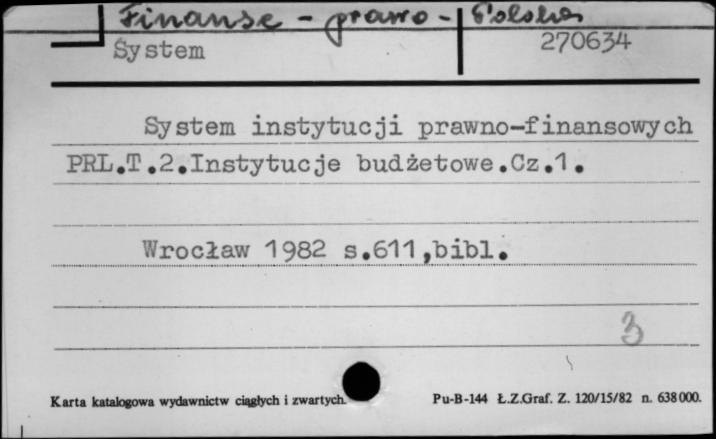 Finanse - prawo - Polska
System
270634
System instytucji prawno-finansowych
PRL.T.2.Instytucje budżetowe.Cz.1.
Wrocław 1982 s.611,bibl.
3
Karta katalogowa wydawnictw ciągłych i zwartych.
Pu-B-144 Ł.Z.Graf. Z. 120/15/82 n. 638000.